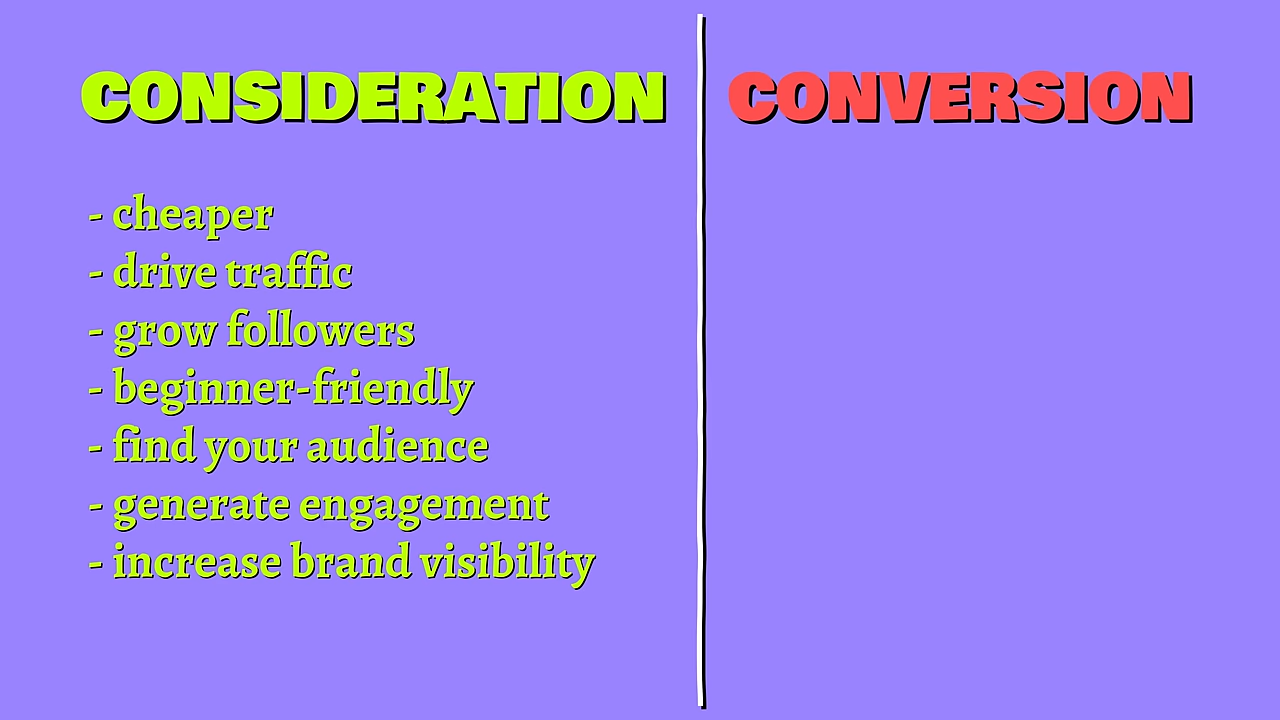 CONSIDERATION
CONVERSION
- cheaper
- drive traffic
- grow followers
- beginner-friendly
- find your audience
- generate engagement
- increase brand visibility